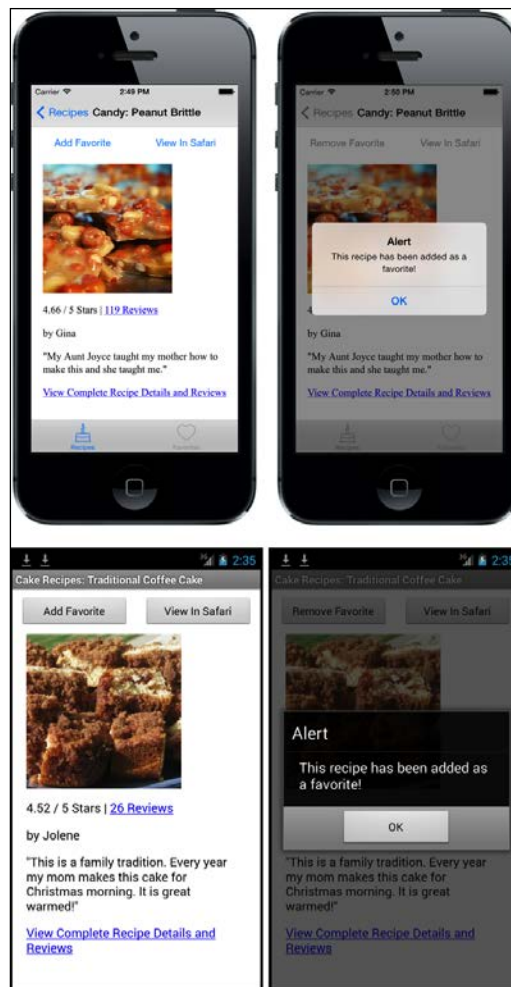 Carrier 2:49 PM
Recipes Candy: Peanut Brittle
Add Favorite View In Safari
4.66 / 5 Stars | 119 Reviews
by Gina
"My Aunt Joyce taught my mother how to
make this and she taught me."
View Complete Recipe Details and Reviews
Recipes Favorites
Carrier 2:50 PM
Recipes Candy: Peanut Brittle
Remove Favorite View In Safari
Alert
This recipe has been added as a
favorite!
OK
4
by Gina
"My Aunt Joyce taught my mother how to
make this and she taught me."
View Complete Recipe Details and Reviews
Recipes Favorites
3G 2:35
Cake Recipes: Traditional Coffee Cake
Add Favorite View In Safari
4.52 / 5 Stars | 26 Reviews
by Jolene
"This is a family tradition. Every year
my mom makes this cake for
Christmas morning. It is great
warmed!"
View Complete Recipe Details and
Reviews
3G 2:35
Cake Recipes: Traditional Coffee Cake
Remove Favorite View In Safari
Alert
This recipe has been added as
a favorite!
OK
"This is a family tradition. Every year
my mom makes this cake for
Christmas morning. It is great
warmed!"
View Complete Recipe Details and
Reviews